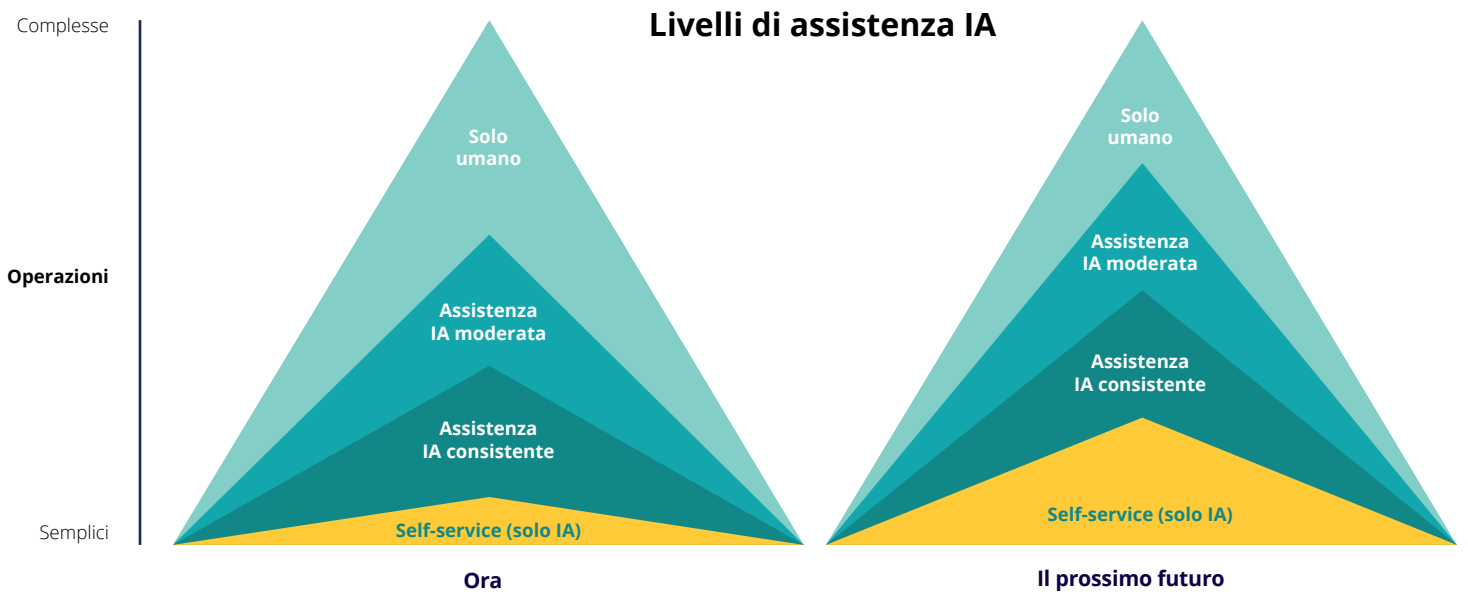 Livelli di assistenza IA
Complesse
Operazioni
Semplici
Solo
umano
Assistenza
IA moderata
Assistenza
IA consistente
Self-service (solo IA)
Ora
Solo
umano
Assistenza
IA moderata
Assistenza
IA consistente
Self-service (solo IA)
Il prossimo futuro